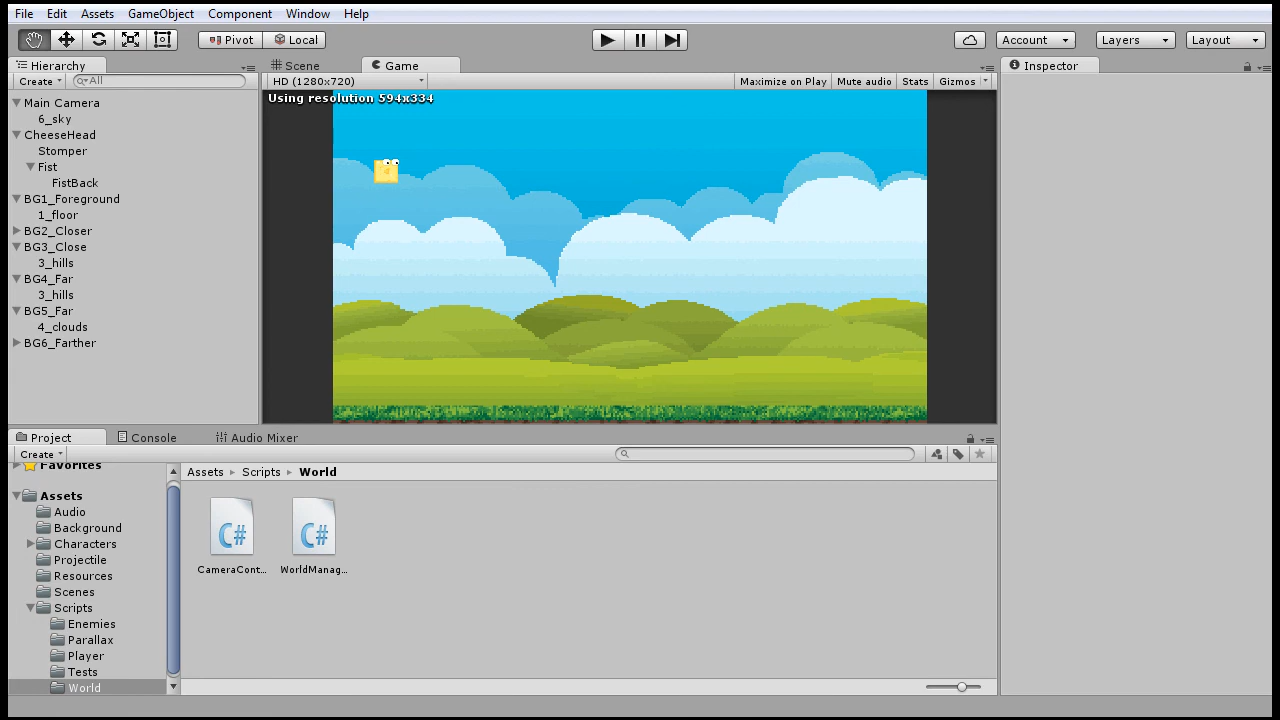 File Edit Assets GameObject Component Window Help
Pivot Local Account Layers Layout
Hierarchy Scene Game Inspector
Create All HD (1280x720) Maximize on Play Mute audio Stats Gizmos
Using resolution 594x334
Main Camera
6_sky
CheeseHead
Stomper
Fist
FistBack
BG1_Foreground
1_floor
BG2_Closer
BG3_Close
3_hills
BG4_Far
3_hills
BG5_Far
4_clouds
BG6_Farther
Project Console Audio Mixer
Create
Favorites
Assets
Audio
Background
Characters
Projectile
Resources
Scenes
Scripts
Enemies
Parallax
Player
Tests
World
Assets Scripts World
C# C#
CameraCont... WorldManag...